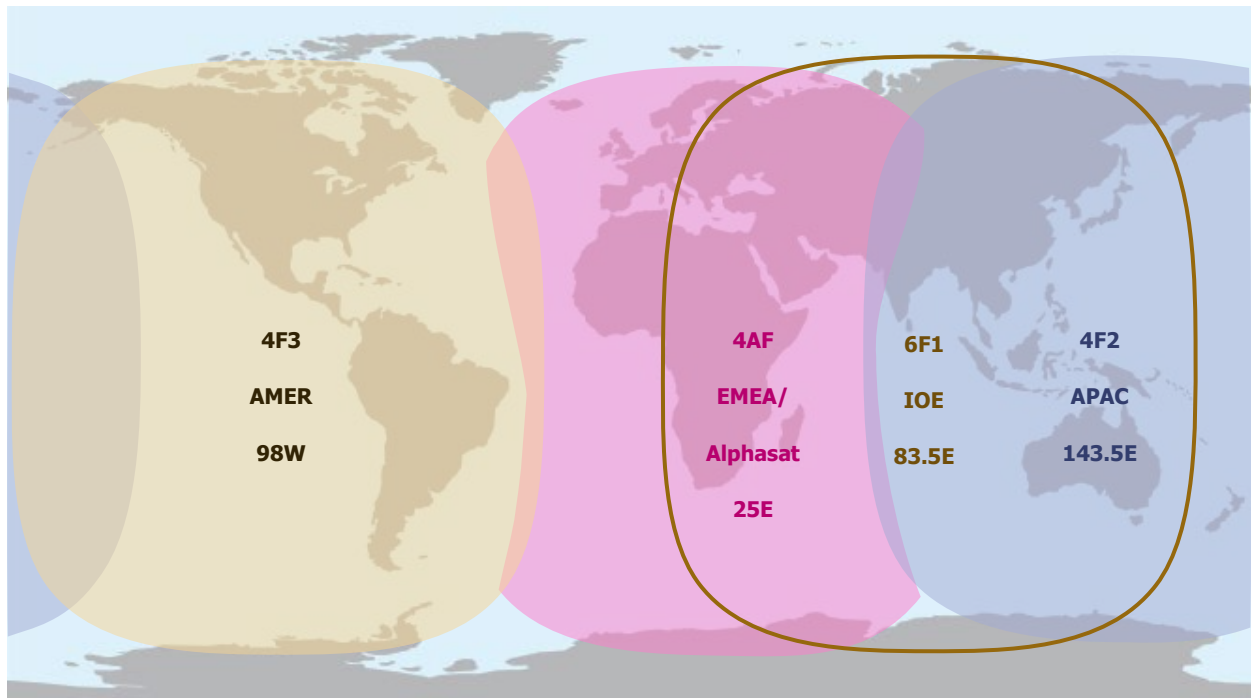 4F3
AMER
98W
4AF
EMEA/
Alphasat
25E
6F1
IOE
83.5E
4F2
APAC
143.5E